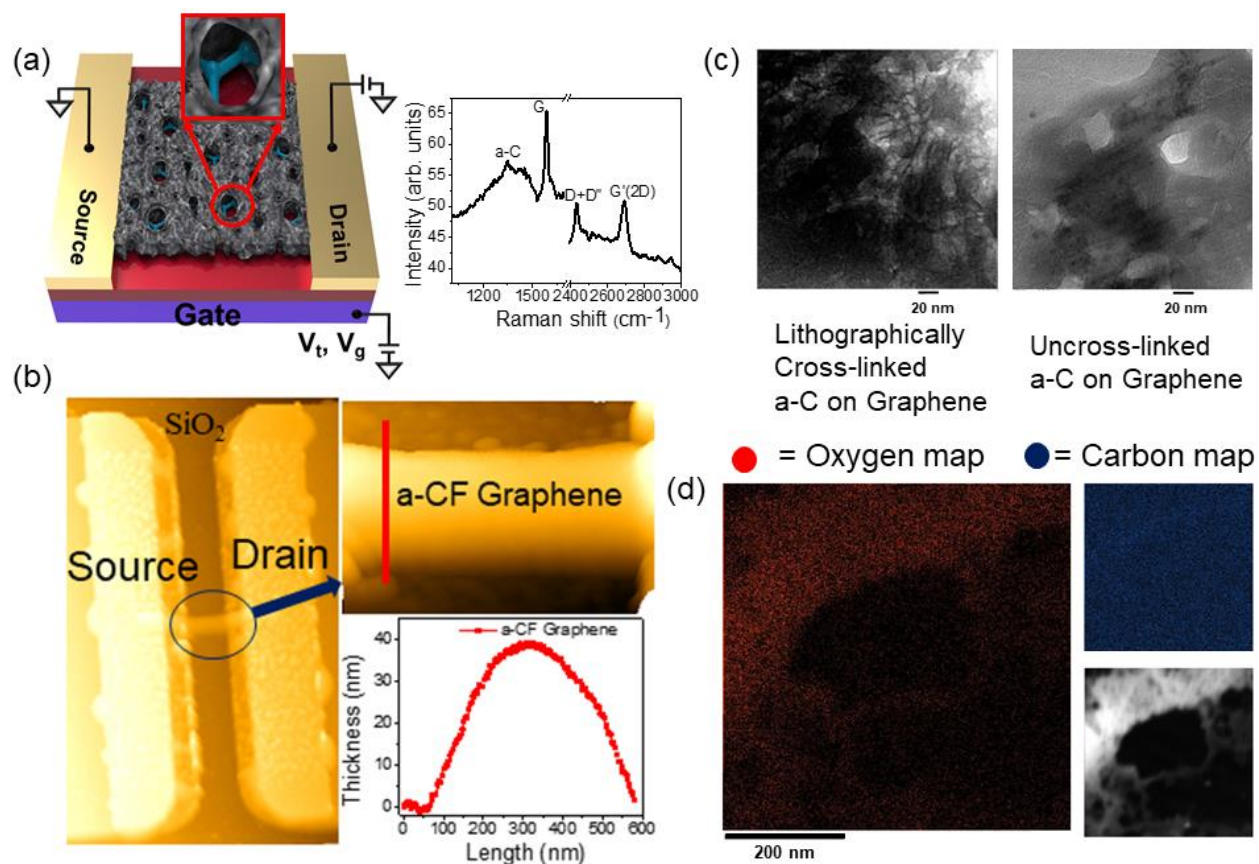 (a)
Source
Drain
Gate
Vt, Vg
Intensity (arb. units)
65
60
55
50
45
40
a-C
G
D+D"
G'(2D)
1200 1500 2400 2600 2800 3000
Raman shift (cm-1)
(b)
SiO2
Source
Drain
a-CF Graphene
a-CF Graphene
Thickness (nm)
40
30
20
10
0
0 100 200 300 400 500 600
Length (nm)
(c)
20 nm
20 nm
Lithographically
Cross-linked
a-C on Graphene
Uncross-linked
a-C on Graphene
= Oxygen map
= Carbon map
(d)
200 nm